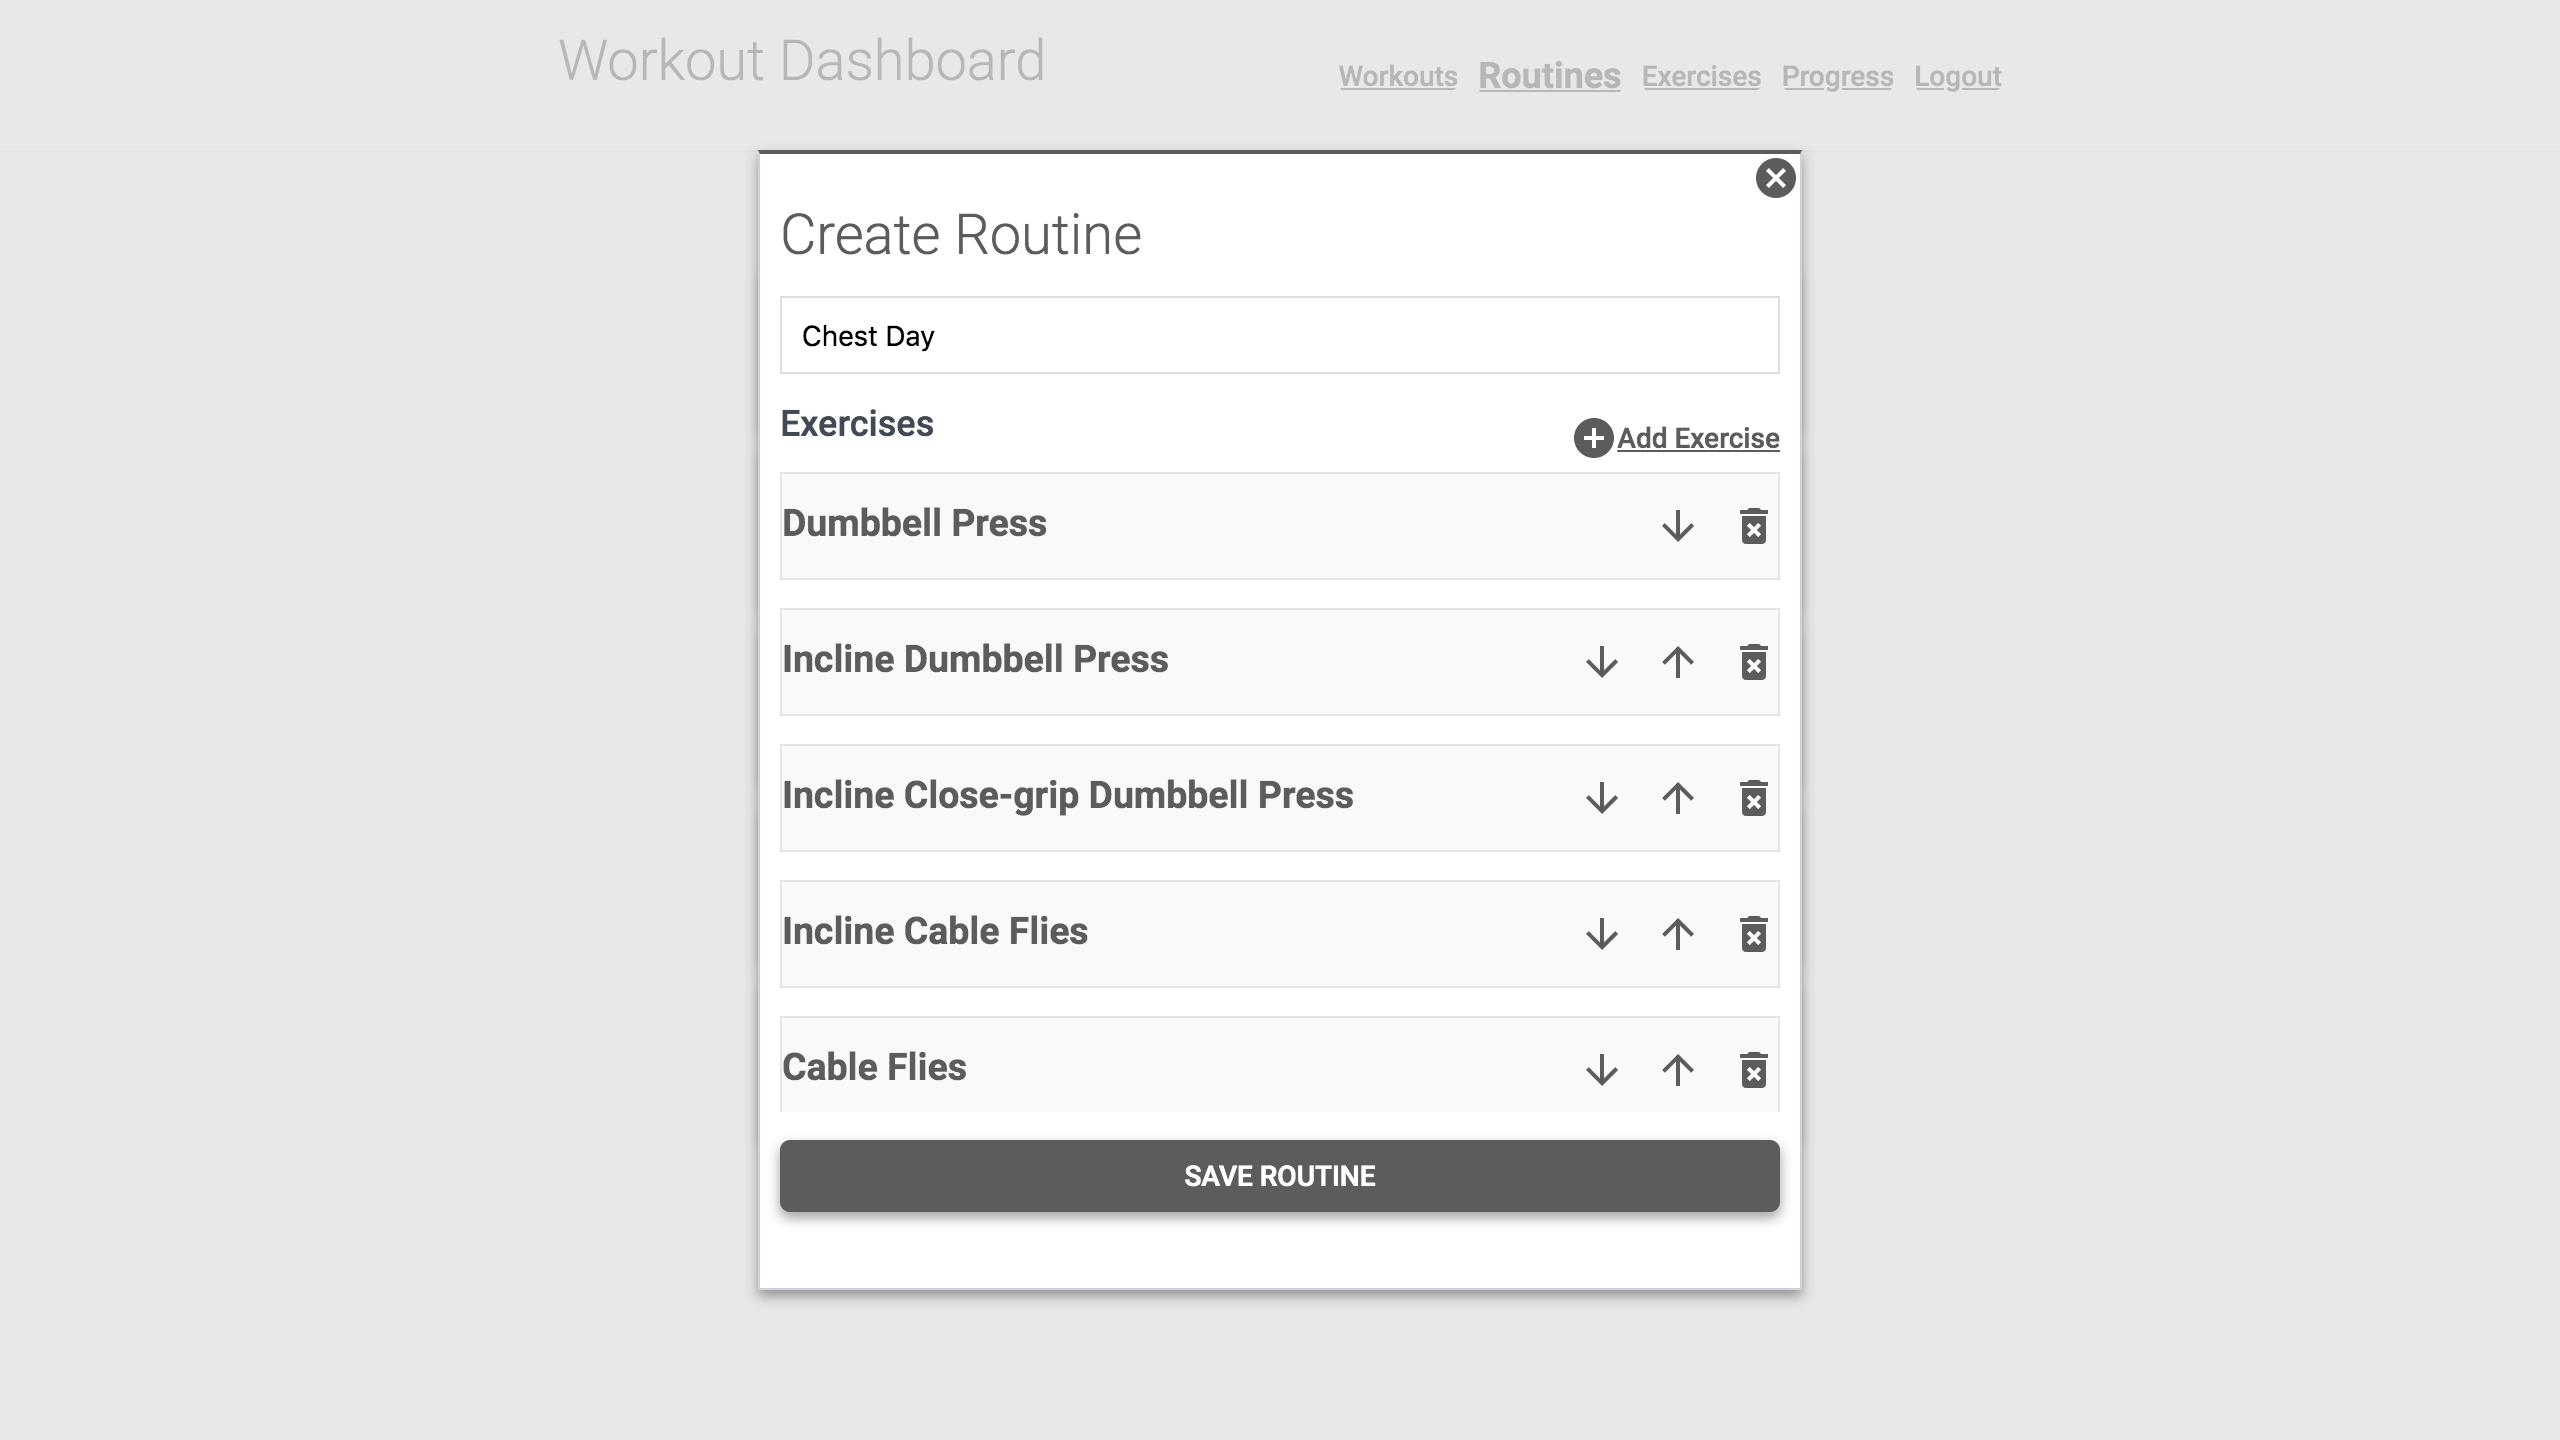 Workout Dashboard
Workouts Routines Exercises Progress Logout
Create Routine
Chest Day
Exercises
Add Exercise
Dumbbell Press
Incline Dumbbell Press
Incline Close-grip Dumbbell Press
Incline Cable Flies
Cable Flies
SAVE ROUTINE